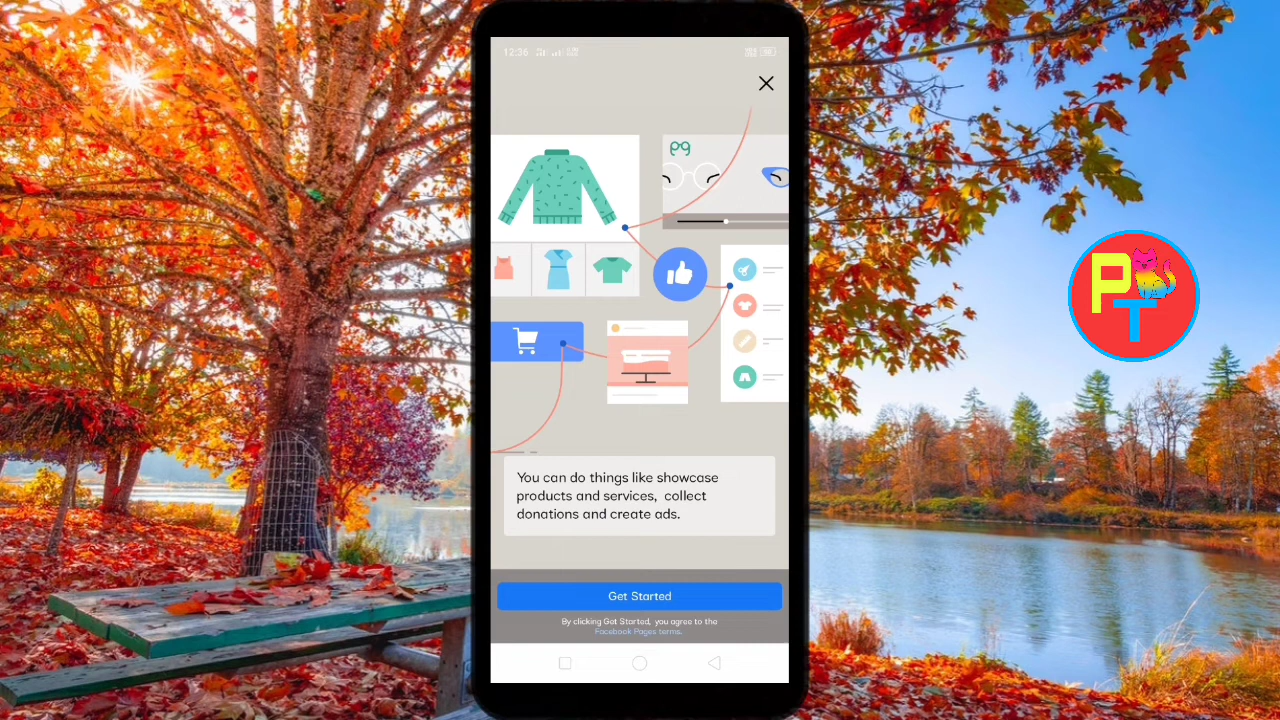 12:36
You can do things like showcase
products and services, collect
donations and create ads.
Get Started
By clicking Get Started, you agree to the
Facebook Pages terms.
P
T